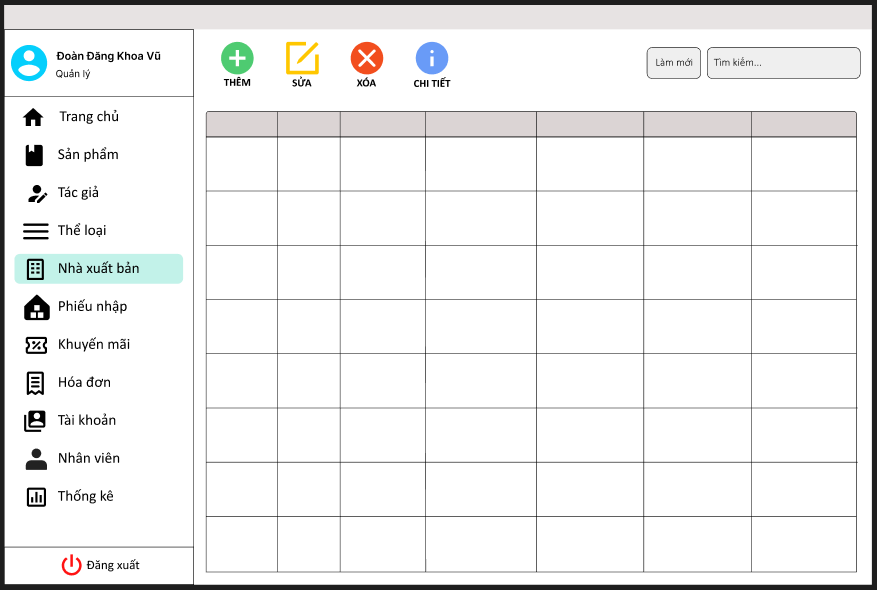 Đoàn Đăng Khoa Vũ
Quản lý
THÊM
SỬA
XÓA
CHI TIẾT
Làm mới
Tìm kiếm...
Trang chủ
Sản phẩm
Tác giả
Thể loại
Nhà xuất bản
Phiếu nhập
Khuyến mãi
Hóa đơn
Tài khoản
Nhân viên
Thống kê
Đăng xuất